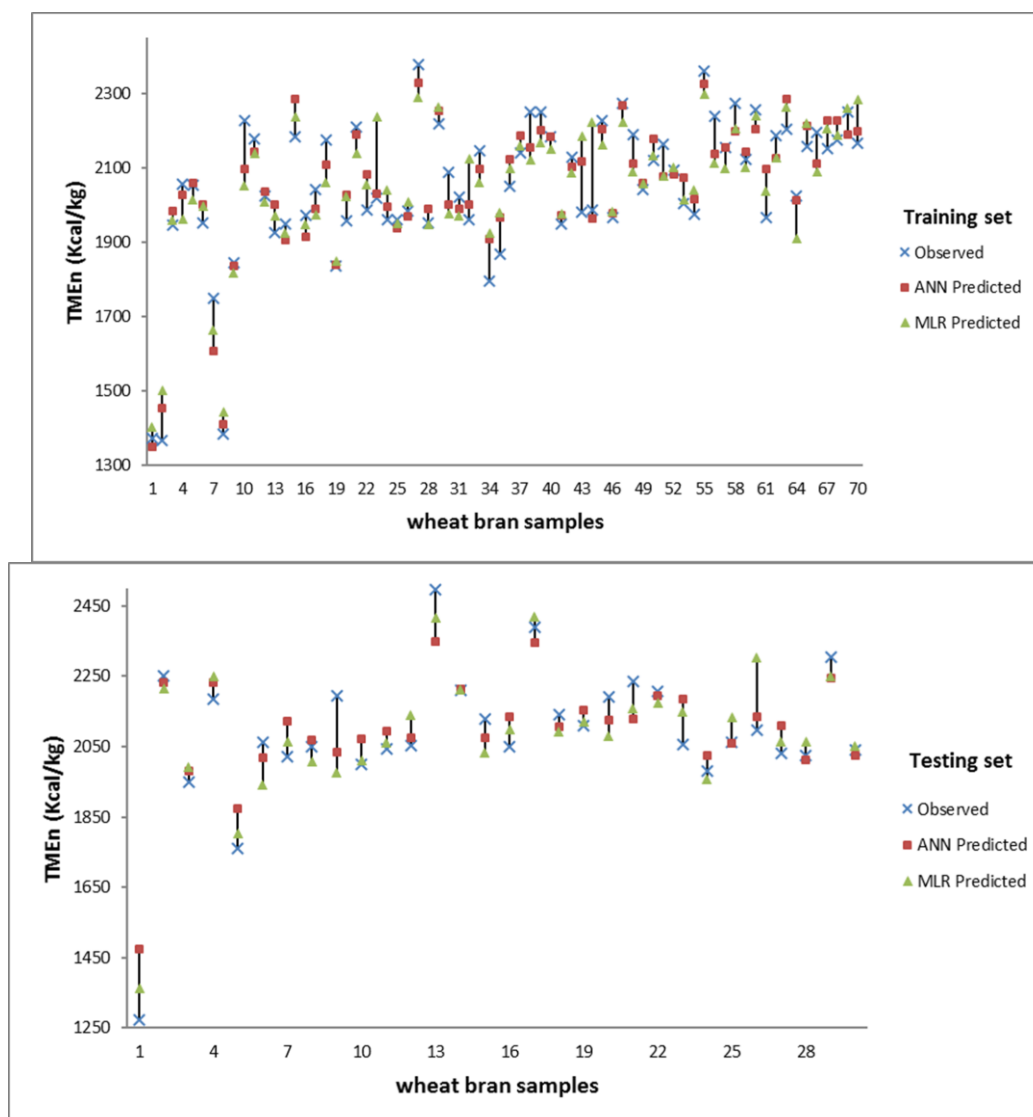 TMEn (Kcal/kg)
2300
2100
1900
1700
1500
1300
1 4 7 10 13 16 19 22 25 28 31 34 37 40 43 46 49 52 55 58 61 64 67 70
wheat bran samples
Training set
Observed
ANN Predicted
MLR Predicted
TMEn (Kcal/kg)
2450
2250
2050
1850
1650
1450
1250
1 4 7 10 13 16 19 22 25 28
wheat bran samples
Testing set
Observed
ANN Predicted
MLR Predicted